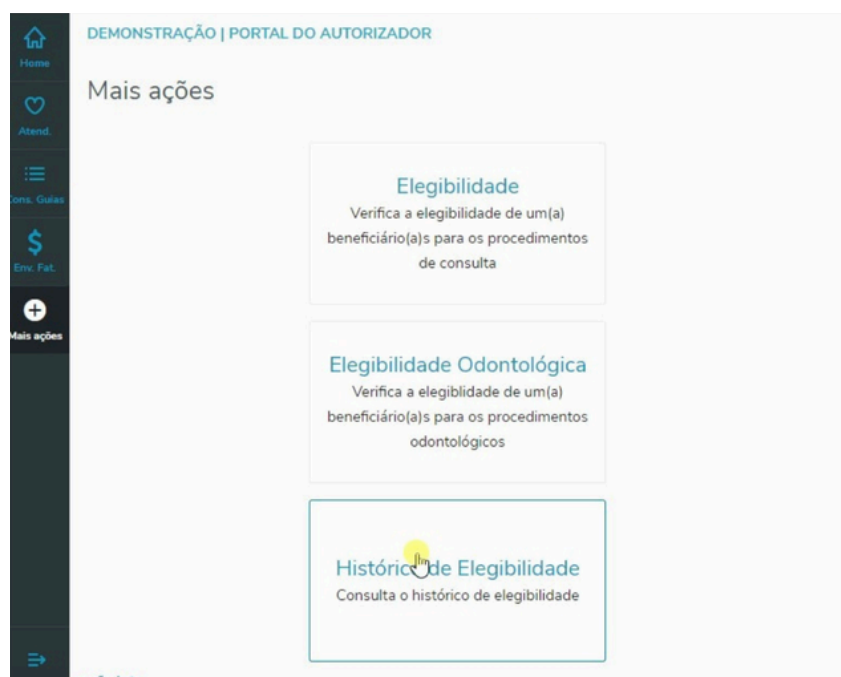 DEMONSTRAÇÃO | PORTAL DO AUTORIZADOR
Mais ações
Home
Atend.
Cons. Guias
Env. Fat.
Mais ações
Elegibilidade
Verifica a elegibilidade de um(a)
beneficiário(a)s para os procedimentos
de consulta
Elegibilidade Odontológica
Verifica a elegiblidade de um(a)
beneficiário(a)s para os procedimentos
odontológicos
Histórico de Elegibilidade
Consulta o histórico de elegibilidade